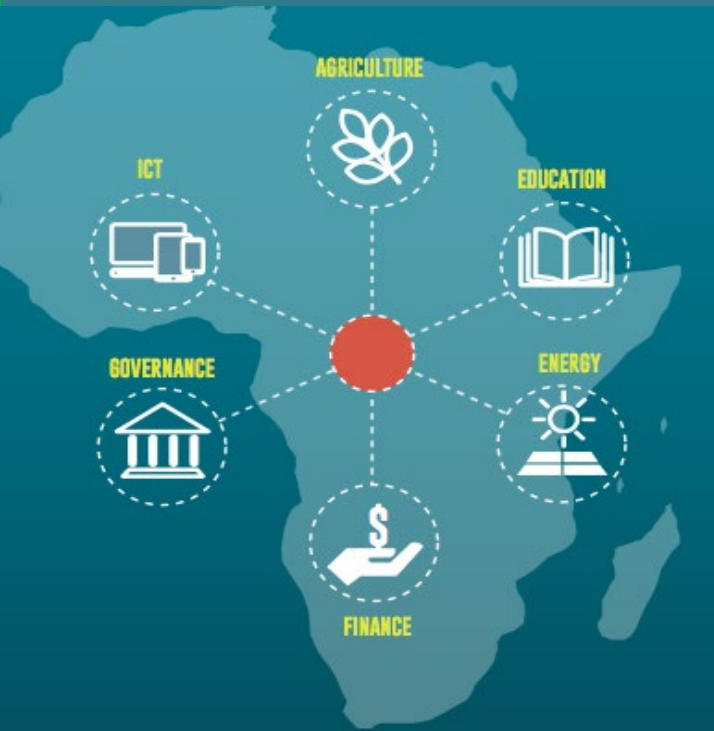 AGRICULTURE
ICT
EDUCATION
GOVERNANCE
ENERGY
$
FINANCE